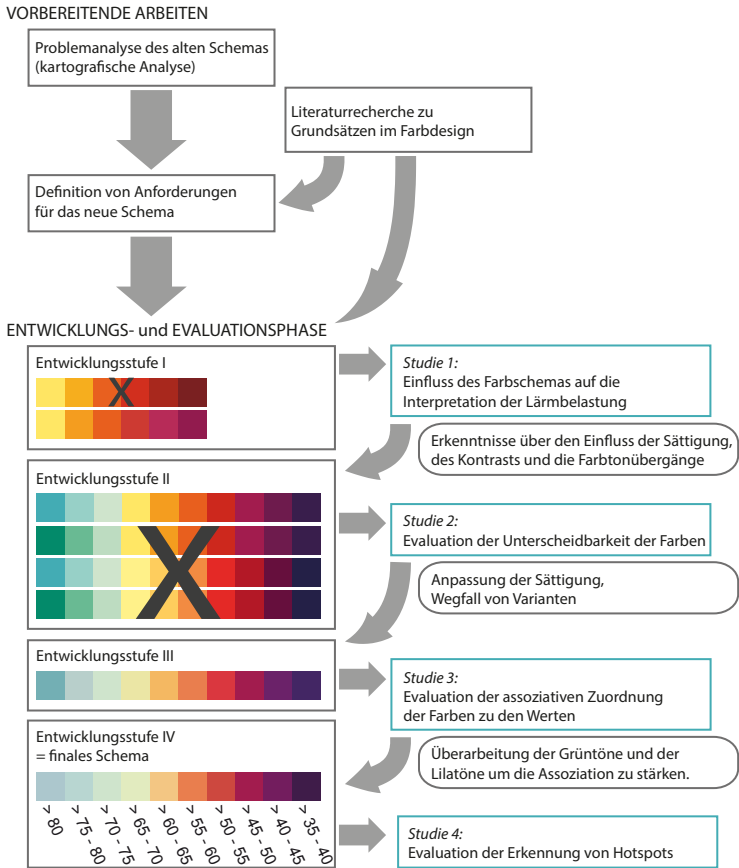 VORBEREITENDE ARBEITEN
Problemanalyse des alten Schemas
(kartografische Analyse)
Literaturrecherche zu
Grundsätzen im Farbdesign
Definition von Anforderungen
für das neue Schema
ENTWICKLUNGS- und EVALUATIONSPHASE
Entwicklungsstufe I
Studie 1:
Einfluss des Farbschemas auf die
Interpretation der Lärmbelastung
Erkenntnisse über den Einfluss der Sättigung,
des Kontrasts und die Farbtonübergänge
Entwicklungsstufe II
Studie 2:
Evaluation der Unterscheidbarkeit der Farben
Anpassung der Sättigung,
Wegfall von Varianten
Entwicklungsstufe III
Studie 3:
Evaluation der assoziativen Zuordnung
der Farben zu den Werten
Entwicklungsstufe IV
= finales Schema
Überarbeitung der Grüntöne und der
Lilatöne um die Assoziation zu stärken.
> 80
> 75 - 80
> 70 - 75
> 65 - 70
> 60 - 65
> 55 - 60
> 50 - 55
> 45 - 50
> 40 - 45
> 35 - 40
Studie 4:
Evaluation der Erkennung von Hotspots